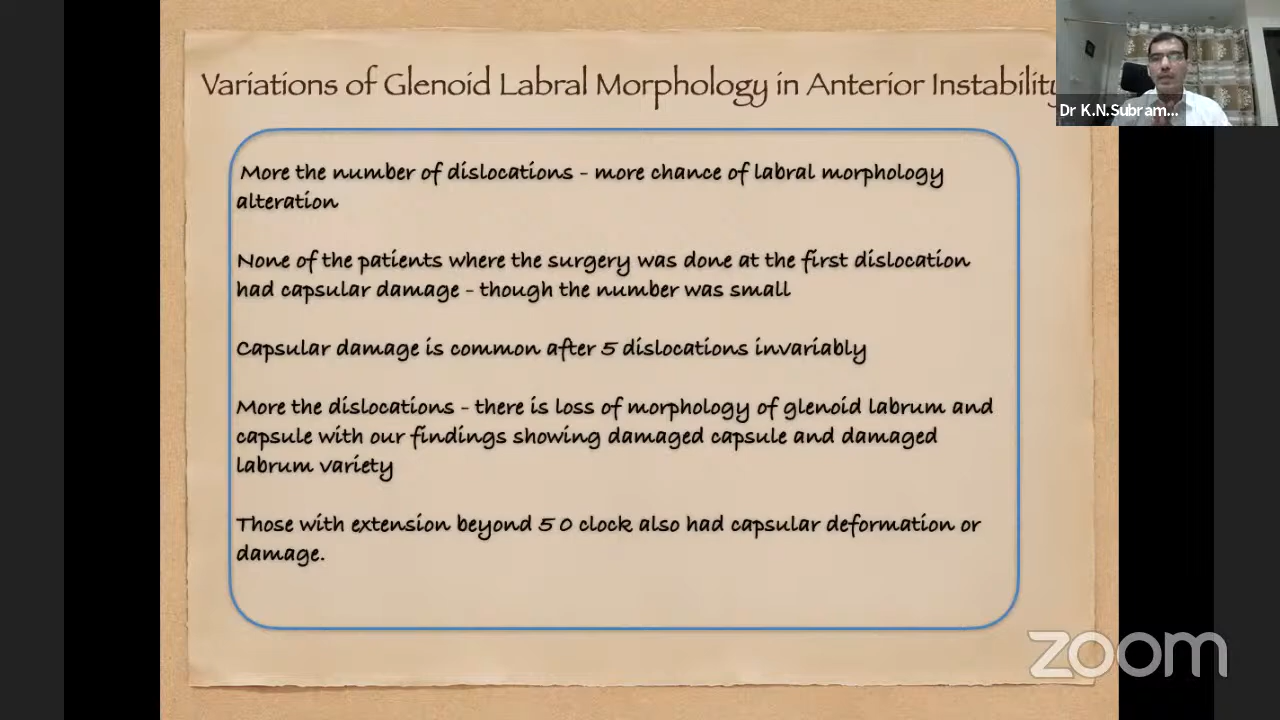 Variations of Glenoid Labral Morphology in Anterior Instability
Dr K.N.Subram...
More the number of dislocations - more chance of labral morphology
alteration
None of the patients where the surgery was done at the first dislocation
had capsular damage - though the number was small
Capsular damage is common after 5 dislocations invariably
More the dislocations - there is loss of morphology of glenoid labrum and
capsule with our findings showing damaged capsule and damaged
labrum variety
Those with extension beyond 5 0 clock also had capsular deformation or
damage.
zoom